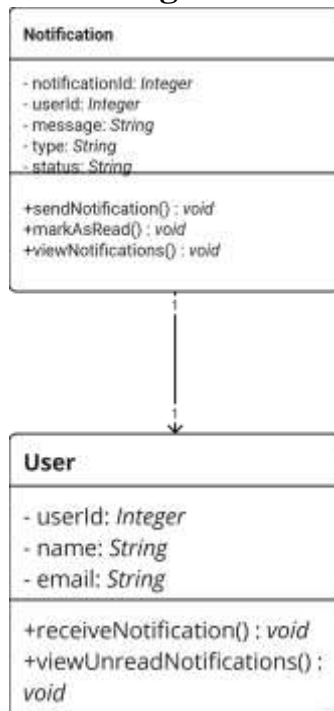 Notification
- notificationId: Integer
- userId: Integer
- message: String
- type: String
- status: String
+sendNotification() : void
+markAsRead() : void
+viewNotifications() : void
1
1
User
- userId: Integer
- name: String
- email: String
+receiveNotification() : void
+viewUnreadNotifications() :
void